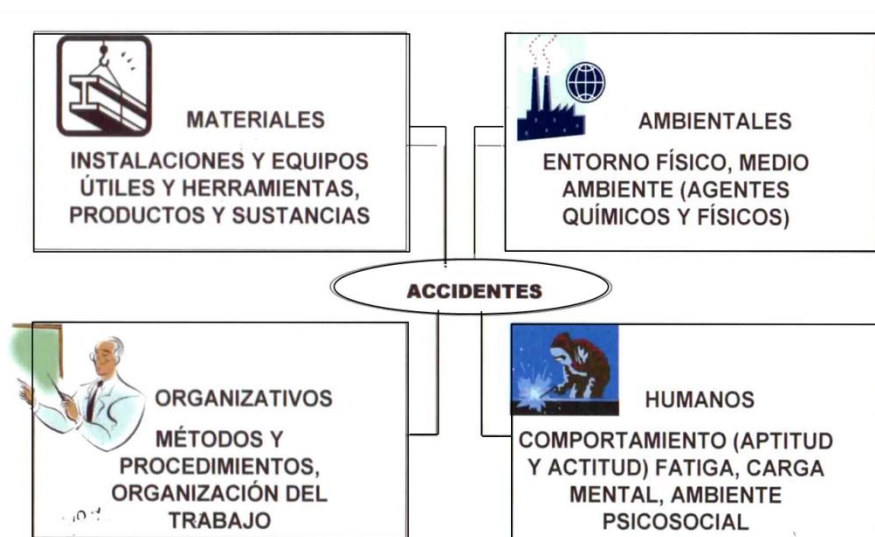 MATERIALES
INSTALACIONES Y EQUIPOS
ÚTILES Y HERRAMIENTAS,
PRODUCTOS Y SUSTANCIAS
AMBIENTALES
ENTORNO FÍSICO, MEDIO
AMBIENTE (AGENTES
QUÍMICOS Y FÍSICOS)
ACCIDENTES
ORGANIZATIVOS
MÉTODOS Y
PROCEDIMIENTOS,
ORGANIZACIÓN DEL
TRABAJO
HUMANOS
COMPORTAMIENTO (APTITUD
Y ACTITUD) FATIGA, CARGA
MENTAL, AMBIENTE
PSICOSOCIAL